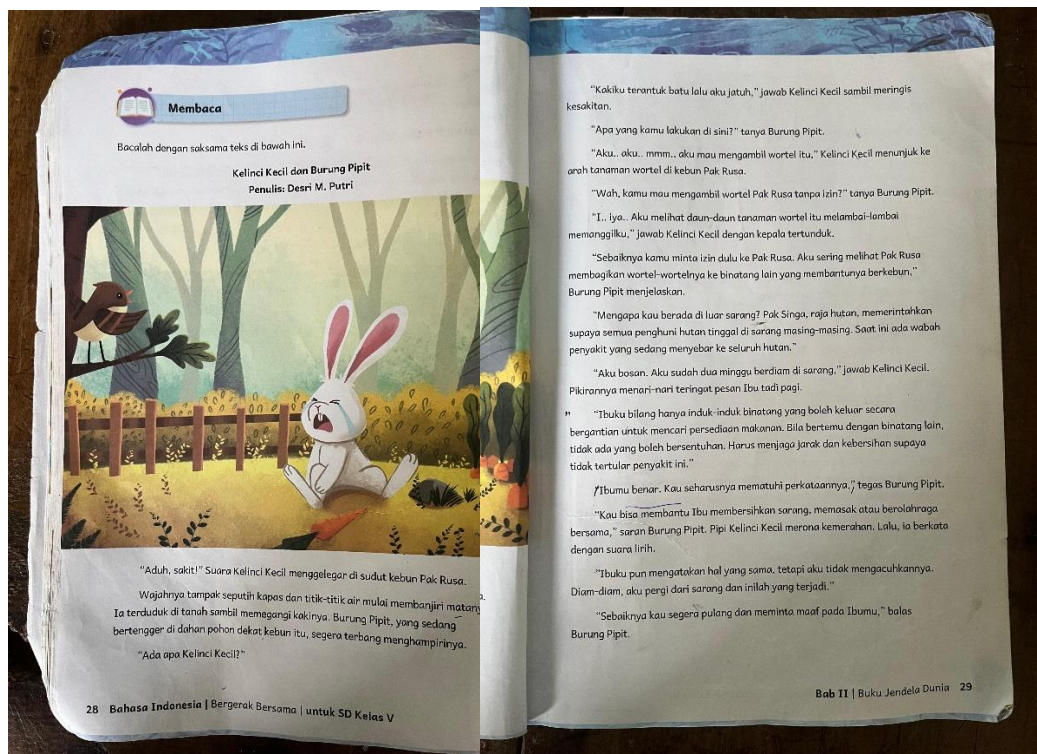 Membaca
Bacalah dengan saksama teks di bawah ini.
Kelinci Kecil dan Burung Pipit
Penulis: Desri M. Putri
"Aduh, sakit!" Suara Kelinci Kecil menggelegar di sudut kebun Pak Rusa.
Wajahnya tampak seputih kapas dan titik-titik air mulai membanjiri matany
Ia terduduk di tanah sambil memegangi kakinya. Burung Pipit, yang sedang
bertengger di dahan pohon dekat kebun itu, segera terbang menghampirinya.
"Ada apa Kelinci Kecil?"
28 Bahasa Indonesia | Bergerak Bersama | untuk SD Kelas V
"Kakiku terantuk batu lalu aku jatuh," jawab Kelinci Kecil sambil meringis
kesakitan.
"Apa yang kamu lakukan di sini?" tanya Burung Pipit.
"Aku.. aku.. mmm.. aku mau mengambil wortel itu," Kelinci Kecil menunjuk ke
arah tanaman wortel di kebun Pak Rusa.
"Wah, kamu mau mengambil wortel Pak Rusa tanpa izin?" tanya Burung Pipit.
"I.. iya.. Aku melihat daun-daun tanaman wortel itu melambai-lambai
memanggilku," jawab Kelinci Kecil dengan kepala tertunduk.
"Sebaiknya kamu minta izin dulu ke Pak Rusa. Aku sering melihat Pak Rusa
membagikan wortel-wortelnya ke binatang lain yang membantunya berkebun,"
Burung Pipit menjelaskan.
"Mengapa kau berada di luar sarang? Pak Singa, raja hutan, memerintahkan
supaya semua penghuni hutan tinggal di sarang masing-masing. Saat ini ada wabah
penyakit yang sedang menyebar ke seluruh hutan."
"Aku bosan. Aku sudah dua minggu berdiam di sarang," jawab Kelinci Kecil.
Pikirannya menari-nari teringat pesan Ibu tadi pagi.
"Ibuku bilang hanya induk-induk binatang yang boleh keluar secara
bergantian untuk mencari persediaan makanan. Bila bertemu dengan binatang lain,
tidak ada yang boleh bersentuhan. Harus menjaga jarak dan kebersihan supaya
tidak tertular penyakit ini."
"Ibumu benar. Kau seharusnya mematuhi perkataannya," tegas Burung Pipit.
"Kau bisa membantu Ibu membersihkan sarang, memasak atau berolahraga
bersama," saran Burung Pipit. Pipi Kelinci Kecil merona kemerahan. Lalu, ia berkata
dengan suara lirih.
"Ibuku pun mengatakan hal yang sama, tetapi aku tidak mengacuhkannya.
Diam-diam, aku pergi dari sarang dan inilah yang terjadi."
"Sebaiknya kau segera pulang dan meminta maaf pada Ibumu," balas
Burung Pipit.
Bab II | Buku Jendela Dunia 29